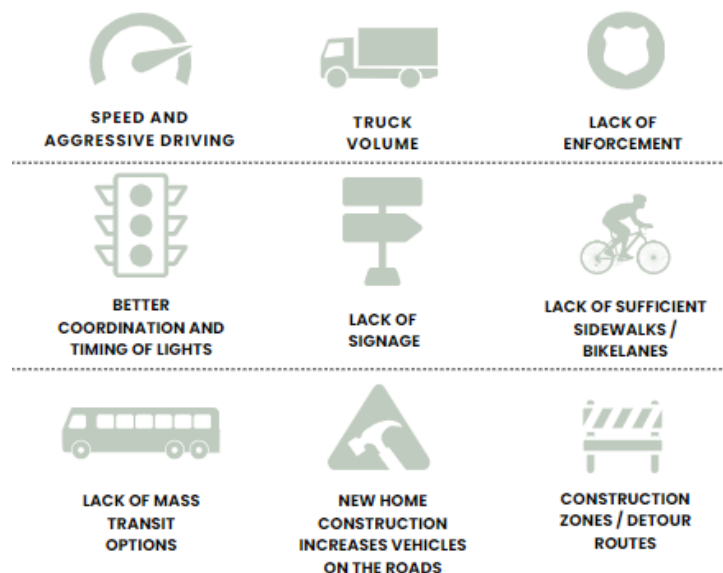 SPEED AND
AGGRESSIVE DRIVING
TRUCK
VOLUME
LACK OF
ENFORCEMENT
BETTER
COORDINATION AND
TIMING OF LIGHTS
LACK OF
SIGNAGE
LACK OF SUFFICIENT
SIDEWALKS /
BIKELANES
LACK OF MASS
TRANSIT
OPTIONS
NEW HOME
CONSTRUCTION
INCREASES VEHICLES
ON THE ROADS
CONSTRUCTION
ZONES / DETOUR
ROUTES